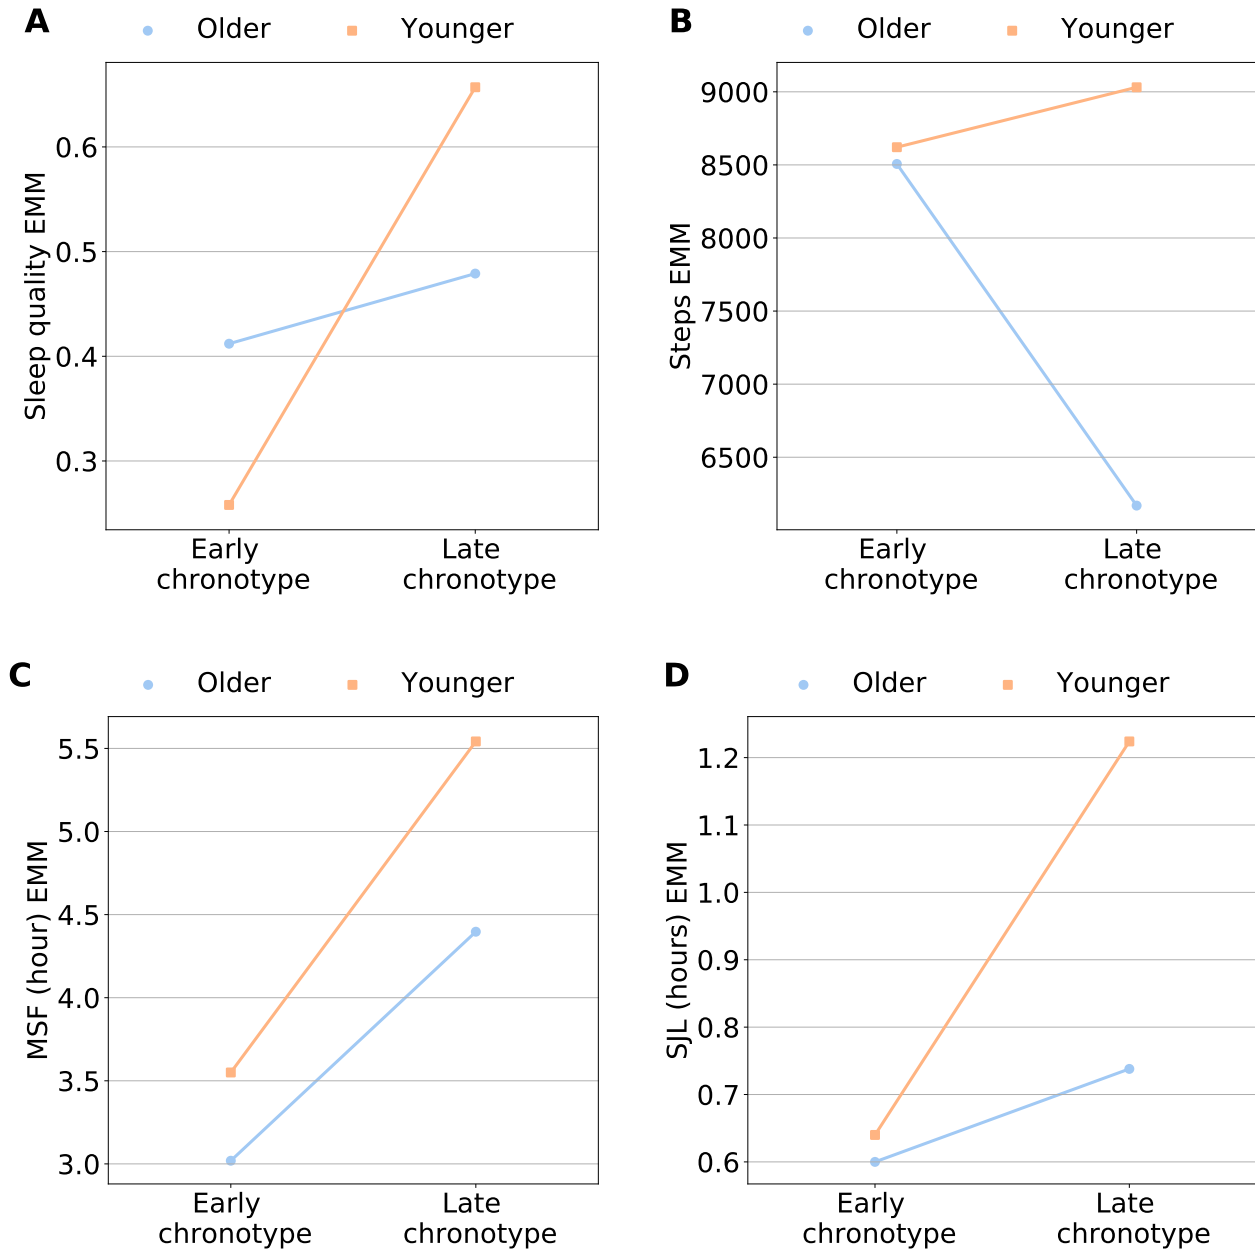 A
Older
Younger
Sleep quality EMM
0.6
0.5
0.4
0.3
Early
chronotype
Late
chronotype
B
Older
Younger
Steps EMM
9000
8500
8000
7500
7000
6500
Early
chronotype
Late
chronotype
C
Older
Younger
MSF (hour) EMM
5.5
5.0
4.5
4.0
3.5
3.0
Early
chronotype
Late
chronotype
D
Older
Younger
SJL (hours) EMM
1.2
1.1
1.0
0.9
0.8
0.7
0.6
Early
chronotype
Late
chronotype